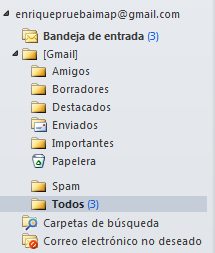 enriquepruebaimap@gmail.com
Bandeja de entrada (3)
[Gmail]
Amigos
Borradores
Destacados
Enviados
Importantes
Papelera
Spam
Todos (3)
Carpetas de búsqueda
Correo electrónico no deseado